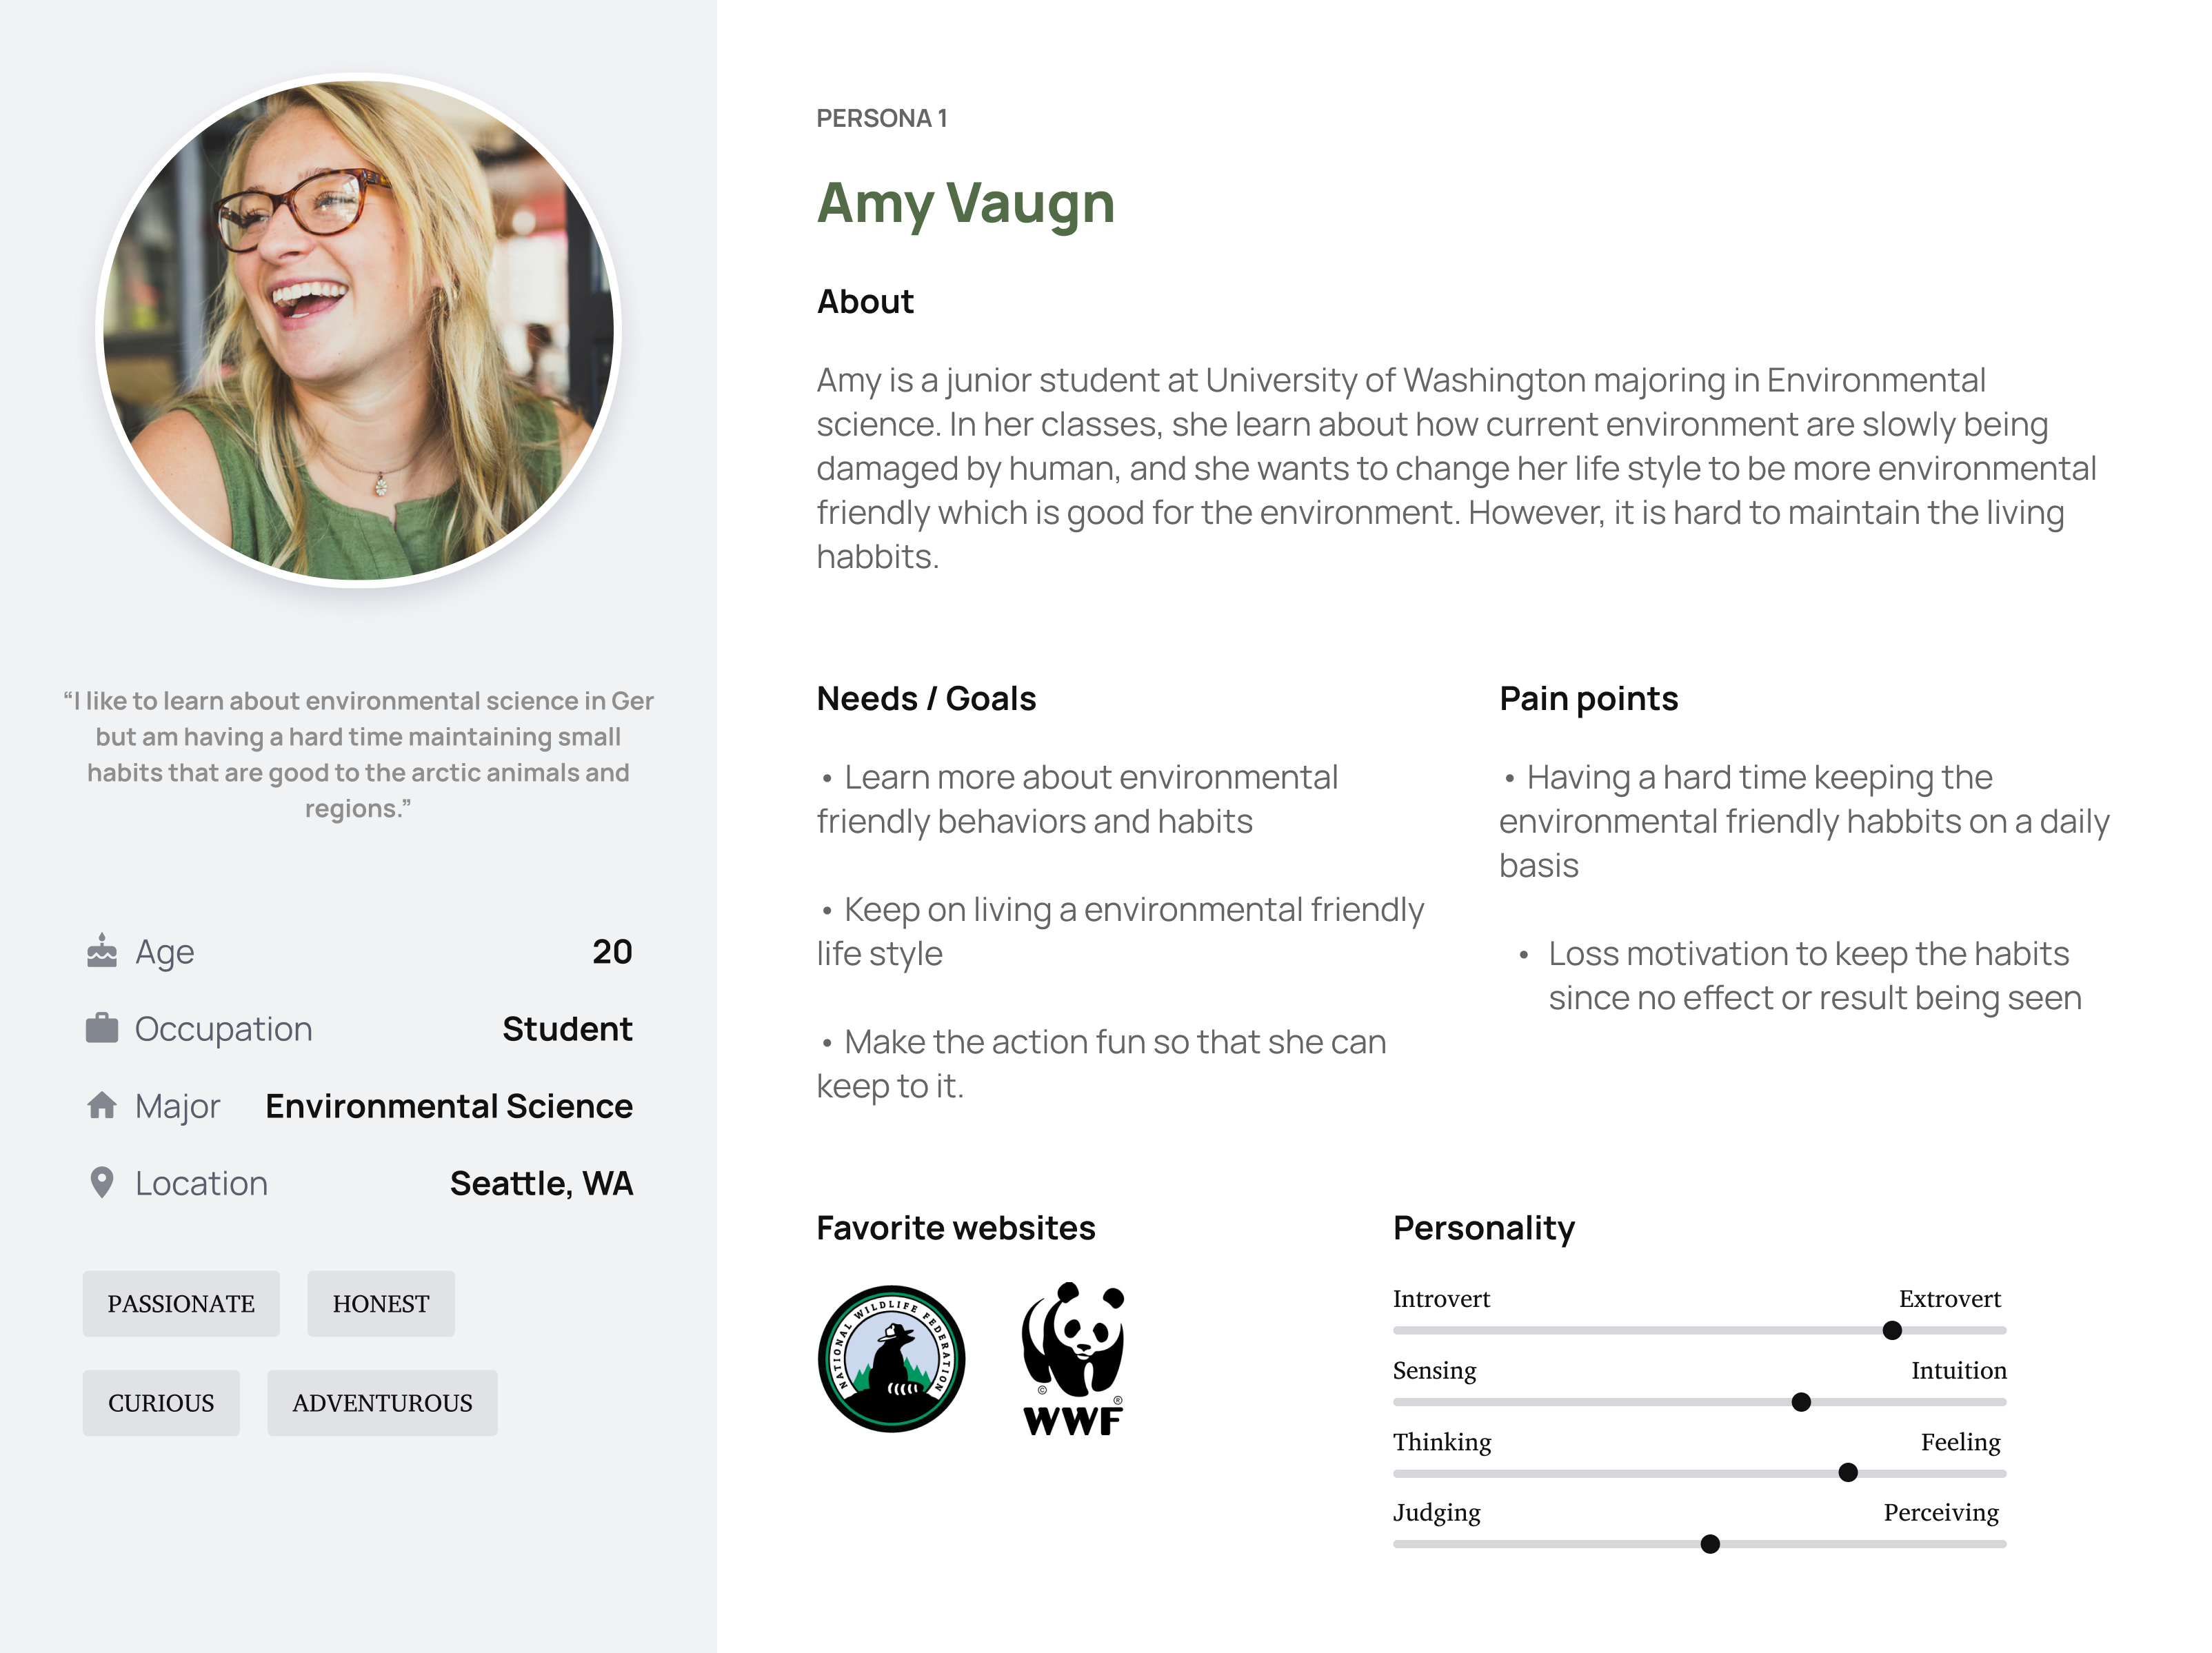 “I like to learn about environmental science in Ger
but am having a hard time maintaining small
habits that are good to the arctic animals and
regions.”
Age 20
Occupation Student
Major Environmental Science
Location Seattle, WA
PASSIONATE HONEST
CURIOUS ADVENTUROUS
PERSONA 1
Amy Vaugn
About
Amy is a junior student at University of Washington majoring in Environmental
science. In her classes, she learn about how current environment are slowly being
damaged by human, and she wants to change her life style to be more environmental
friendly which is good for the environment. However, it is hard to maintain the living
habbits.
Needs / Goals
• Learn more about environmental
friendly behaviors and habits
• Keep on living a environmental friendly
life style
• Make the action fun so that she can
keep to it.
Pain points
• Having a hard time keeping the
environmental friendly habbits on a daily
basis
• Loss motivation to keep the habits
since no effect or result being seen
Favorite websites
NATIONAL WILDLIFE FEDERATION
©
®
WWF
Personality
Introvert Extrovert
Sensing Intuition
Thinking Feeling
Judging Perceiving